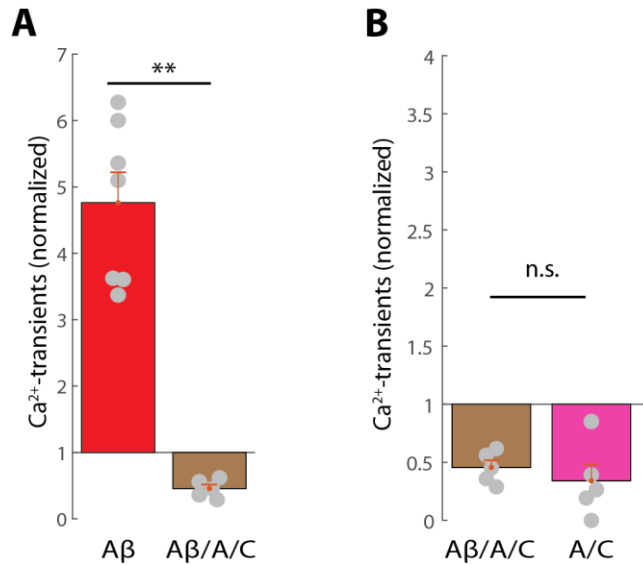 A
Ca²⁺-transients (normalized)
7
6
5
4
3
2
1
0
**
Aβ
Aβ/A/C
B
Ca²⁺-transients (normalized)
4
3.5
3
2.5
2
1.5
1
0.5
0
n.s.
Aβ/A/C
A/C